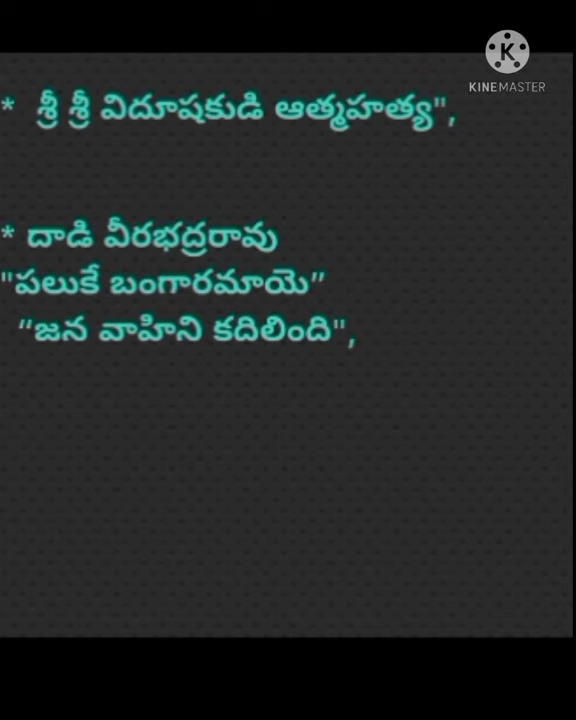 KINEMASTER
* శ్రీ శ్రీ విదూషకుడి ఆత్మహత్య",
* దాడి వీరభద్రరావు
"పలుకే బంగారమాయె”
“జన వాహిని కదిలింది",